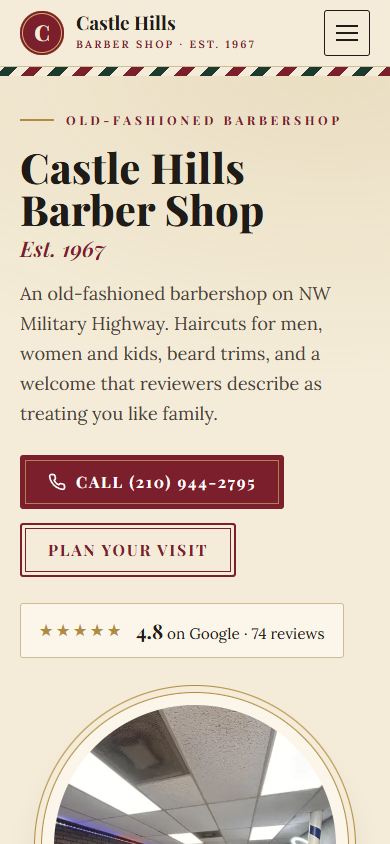 C
Castle Hills
BARBER SHOP · EST. 1967
OLD-FASHIONED BARBERSHOP
Castle Hills
Barber Shop
Est. 1967
An old-fashioned barbershop on NW
Military Highway. Haircuts for men,
women and kids, beard trims, and a
welcome that reviewers describe as
treating you like family.
CALL (210) 944-2795
PLAN YOUR VISIT
★★★★★ 4.8 on Google · 74 reviews